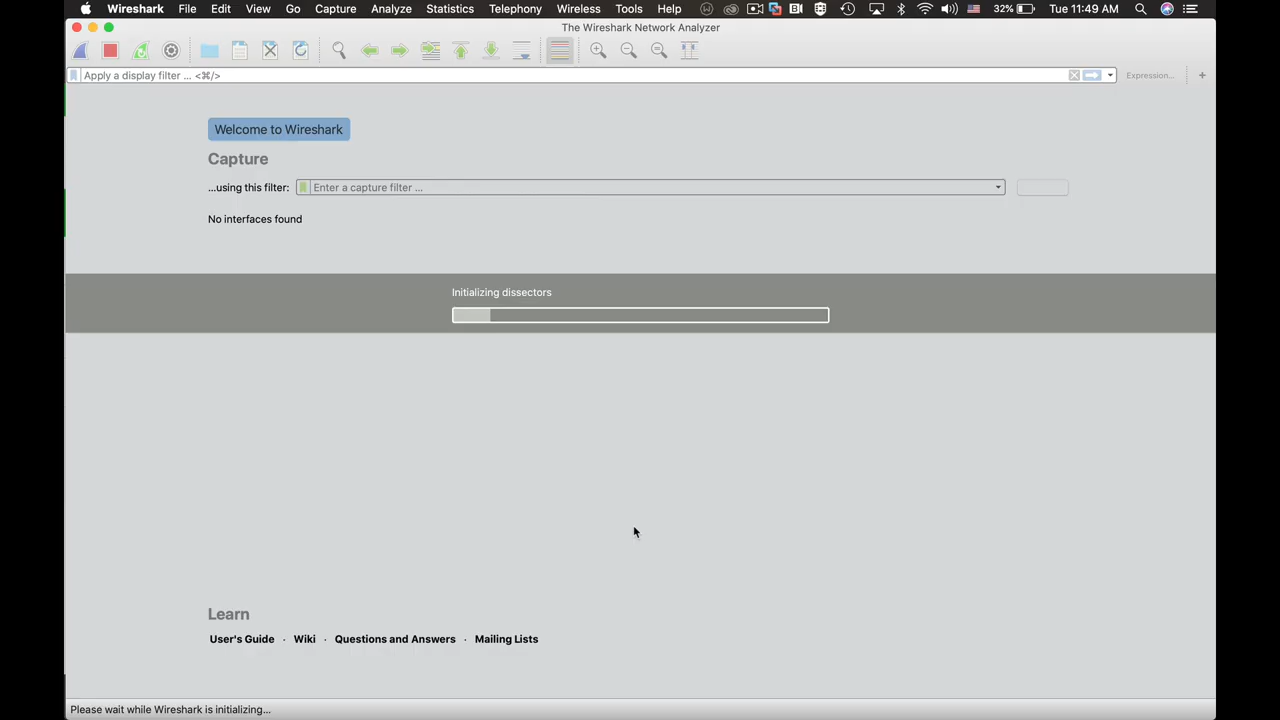 Wireshark File Edit View Go Capture Analyze Statistics Telephony Wireless Tools Help 32% Tue 11:49 AM
The Wireshark Network Analyzer
Apply a display filter ... <⌘/> Expression... +
Welcome to Wireshark
Capture
...using this filter: Enter a capture filter ...
No interfaces found
Initializing dissectors
Learn
User's Guide · Wiki · Questions and Answers · Mailing Lists
Please wait while Wireshark is initializing...